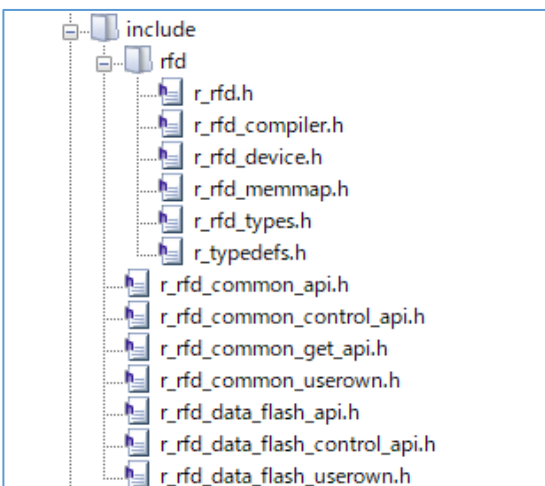 include
rfd
r_rfd.h
r_rfd_compiler.h
r_rfd_device.h
r_rfd_memmap.h
r_rfd_types.h
r_typedefs.h
r_rfd_common_api.h
r_rfd_common_control_api.h
r_rfd_common_get_api.h
r_rfd_common_userown.h
r_rfd_data_flash_api.h
r_rfd_data_flash_control_api.h
r_rfd_data_flash_userown.h